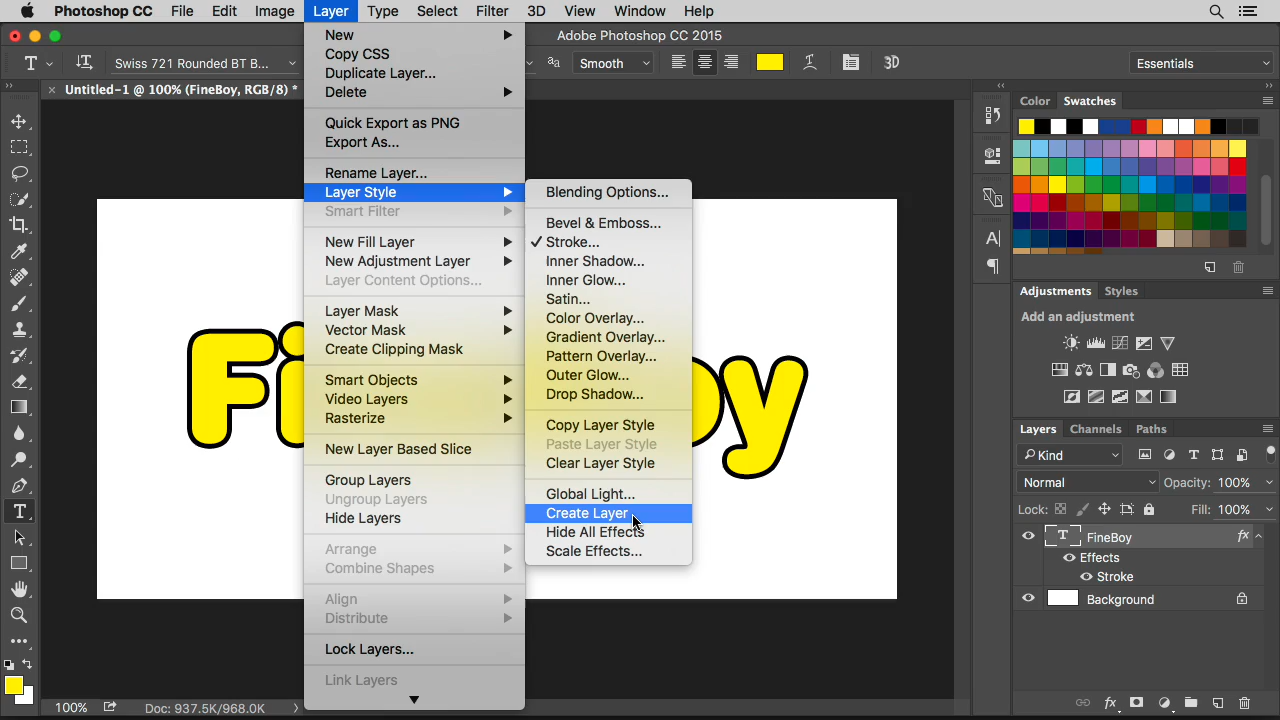 Photoshop CC File Edit Image Layer Type Select Filter 3D View Window Help
Adobe Photoshop CC 2015
T Swiss 721 Rounded BT B... aa Smooth 3D Essentials
Untitled-1 @ 100% (FineBoy, RGB/8) *
New
Copy CSS
Duplicate Layer...
Delete
Quick Export as PNG
Export As...
Rename Layer...
Layer Style
Smart Filter
New Fill Layer
New Adjustment Layer
Layer Content Options...
Layer Mask
Vector Mask
Create Clipping Mask
Smart Objects
Video Layers
Rasterize
New Layer Based Slice
Group Layers
Ungroup Layers
Hide Layers
Arrange
Combine Shapes
Align
Distribute
Lock Layers...
Link Layers
Blending Options...
Bevel & Emboss...
Stroke...
Inner Shadow...
Inner Glow...
Satin...
Color Overlay...
Gradient Overlay...
Pattern Overlay...
Outer Glow...
Drop Shadow...
Copy Layer Style
Paste Layer Style
Clear Layer Style
Global Light...
Create Layer
Hide All Effects
Scale Effects...
Fi oy
Color Swatches
Adjustments Styles
Add an adjustment
Layers Channels Paths
Kind
Normal Opacity: 100%
Lock: Fill: 100%
T FineBoy fx
Effects
Stroke
Background
fx
100% Doc: 937.5K/968.0K